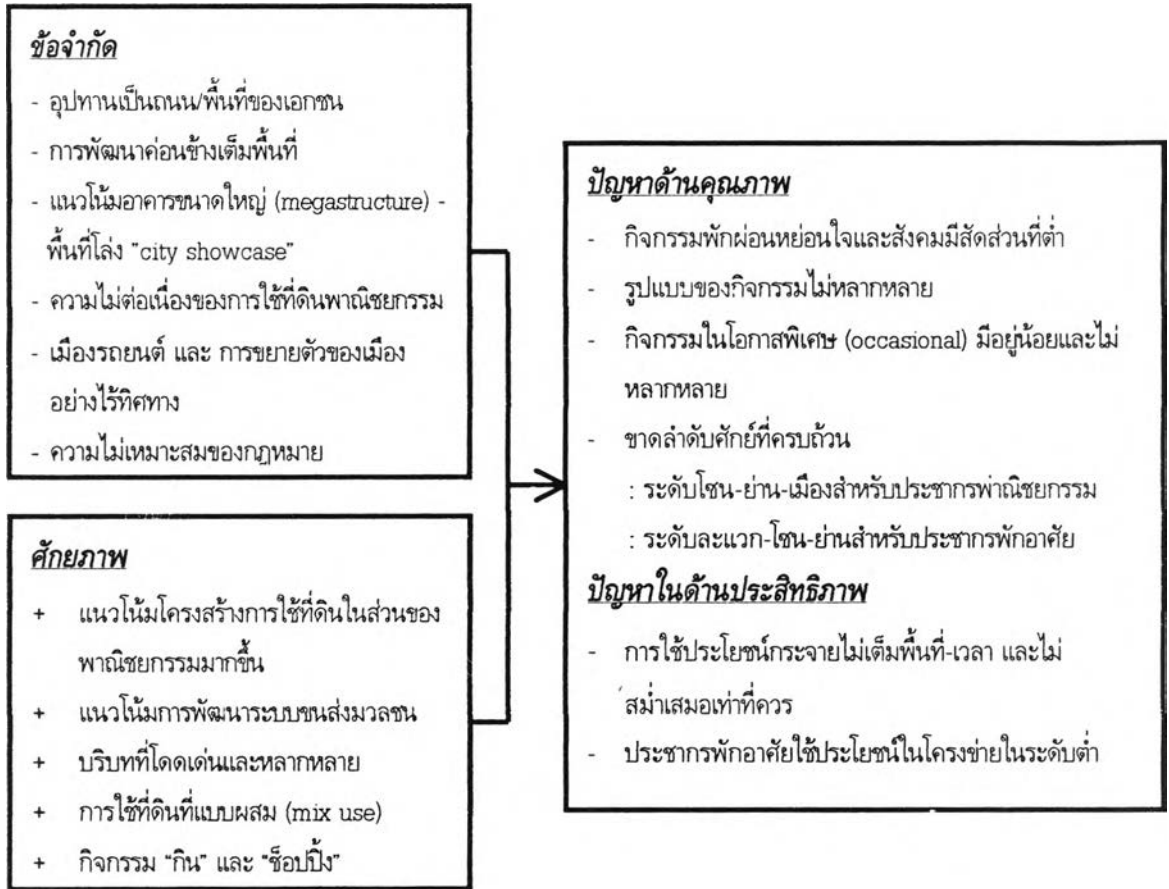 ข้อจำกัด
- อุปทานเป็นถนน/พื้นที่ของเอกชน
- การพัฒนาค่อนข้างเต็มพื้นที่
- แนวโน้มอาคารขนาดใหญ่ (megastructure) -
พื้นที่โล่ง "city showcase"
- ความไม่ต่อเนื่องของการใช้ที่ดินพาณิชยกรรม
- เมืองรถยนต์ และ การขยายตัวของเมือง
อย่างไร้ทิศทาง
- ความไม่เหมาะสมของกฎหมาย
ศักยภาพ
+ แนวโน้มโครงสร้างการใช้ที่ดินในส่วนของ
พาณิชยกรรมมากขึ้น
+ แนวโน้มการพัฒนาระบบขนส่งมวลชน
+ บริบทที่โดดเด่นและหลากหลาย
+ การใช้ที่ดินที่แบบผสม (mix use)
+ กิจกรรม "กิน" และ "ช็อปปิ้ง"
ปัญหาด้านคุณภาพ
- กิจกรรมพักผ่อนหย่อนใจและสังคมมีสัดส่วนที่ต่ำ
- รูปแบบของกิจกรรมไม่หลากหลาย
- กิจกรรมในโอกาสพิเศษ (occasional) มีอยู่น้อยและไม่
หลากหลาย
- ขาดลำดับศักย์ที่ครบถ้วน
: ระดับโซน-ย่าน-เมืองสำหรับประชากรพาณิชยกรรม
: ระดับละแวก-โซน-ย่านสำหรับประชากรพักอาศัย
ปัญหาในด้านประสิทธิภาพ
- การใช้ประโยชน์กระจายไม่เต็มพื้นที่-เวลา และไม่
สม่ำเสมอเท่าที่ควร
- ประชากรพักอาศัยใช้ประโยชน์ในโครงข่ายในระดับต่ำ